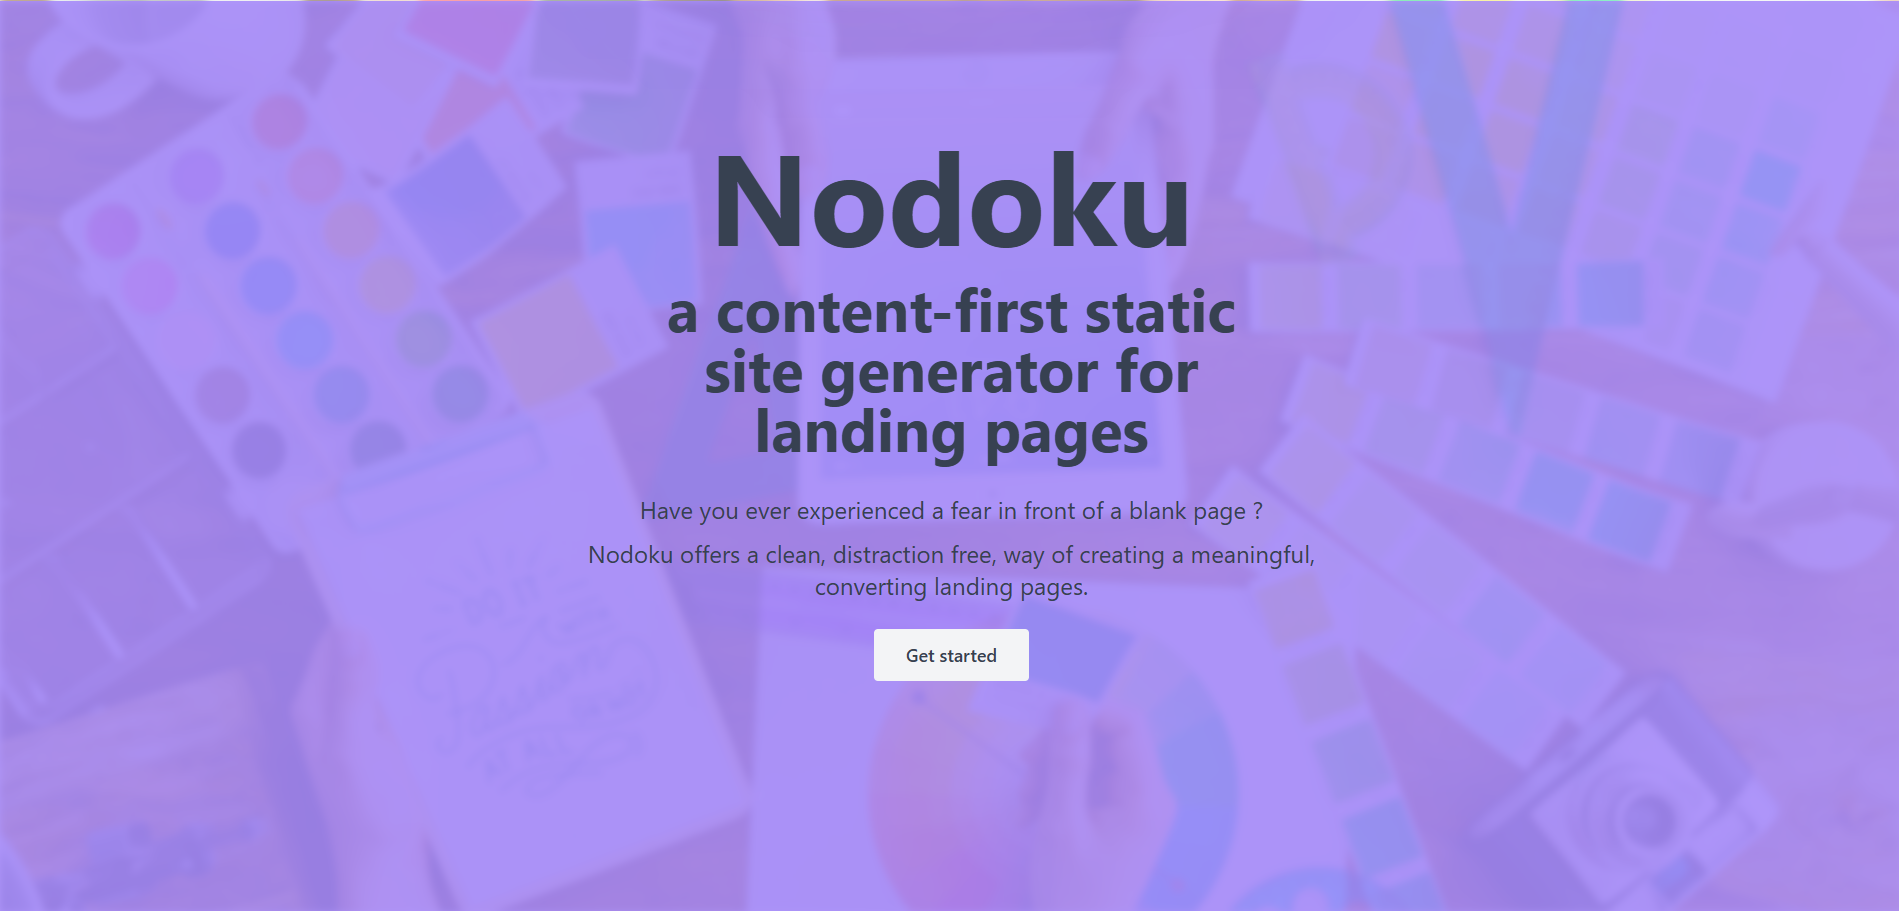 Nodoku
a content-first static
site generator for
landing pages
Have you ever experienced a fear in front of a blank page ?
Nodoku offers a clean, distraction free, way of creating a meaningful,
converting landing pages.
Get started